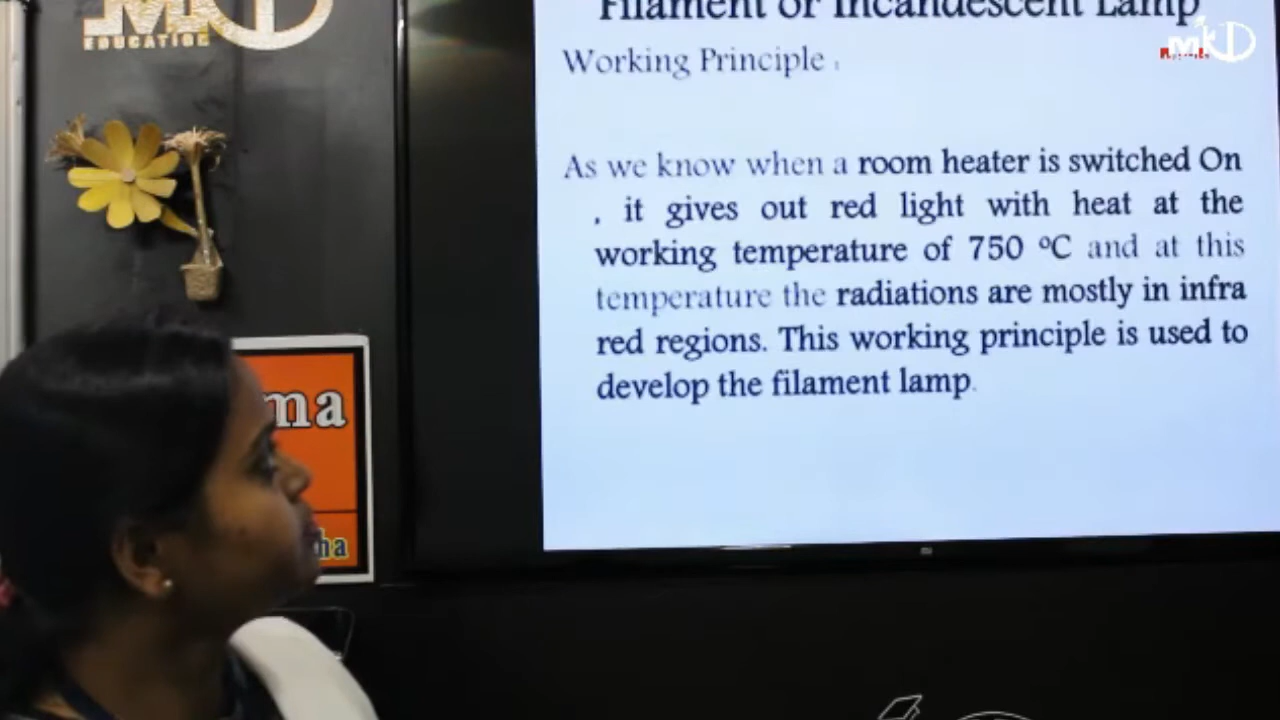 EDUCATION
Filament or Incandescent Lamp
Working Principle :
As we know when a room heater is switched On
, it gives out red light with heat at the
working temperature of 750 ºC and at this
temperature the radiations are mostly in infra
red regions. This working principle is used to
develop the filament lamp.
ma
ha